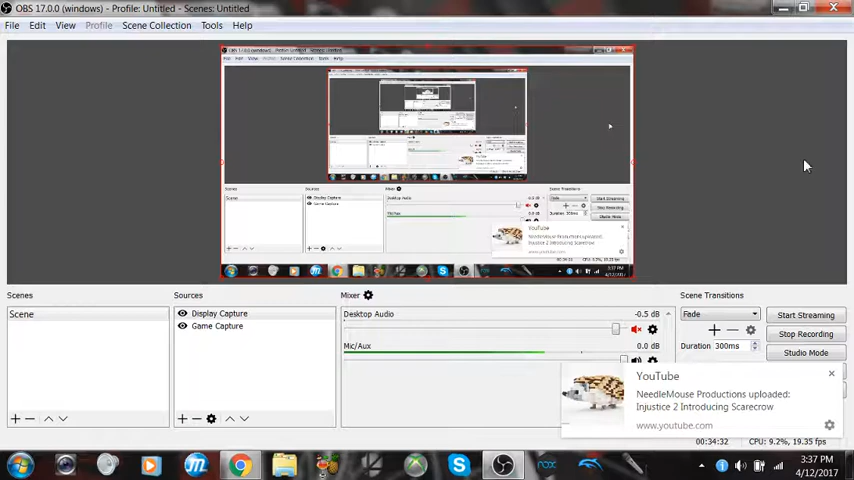 OBS 17.0.0 (windows) - Profile: Untitled - Scenes: Untitled
File Edit View Profile Scene Collection Tools Help
Scenes Sources Mixer Scene Transitions
Scene
Display Capture
Game Capture
Desktop Audio -0.5 dB
Mic/Aux 0.0 dB
Fade
Duration 300ms
Start Streaming
Stop Recording
Studio Mode
YouTube
NeedleMouse Productions uploaded:
Injustice 2 Introducing Scarecrow
www.youtube.com
00:34:32 CPU: 9.2%, 19.35 fps
nox
3:37 PM
4/12/2017